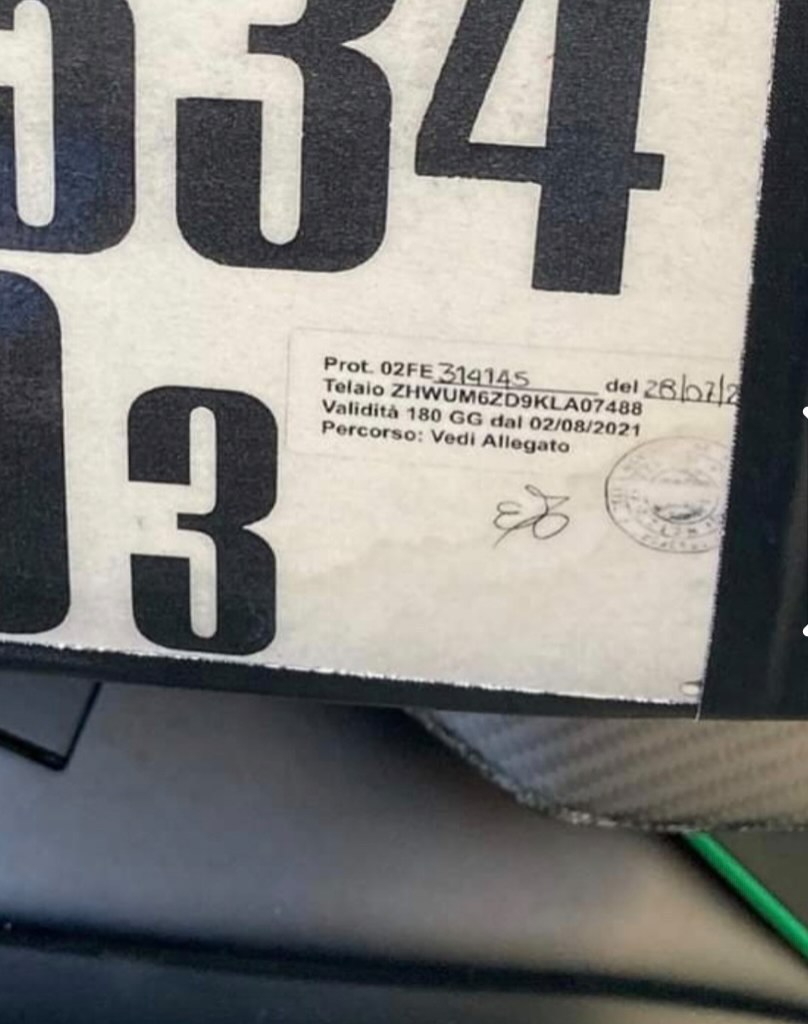 534
3
Prot. 02FE 314145 del 28/07/2
Telaio ZHWUM6ZD9KLA07488
Validità 180 GG dal 02/08/2021
Percorso: Vedi Allegato